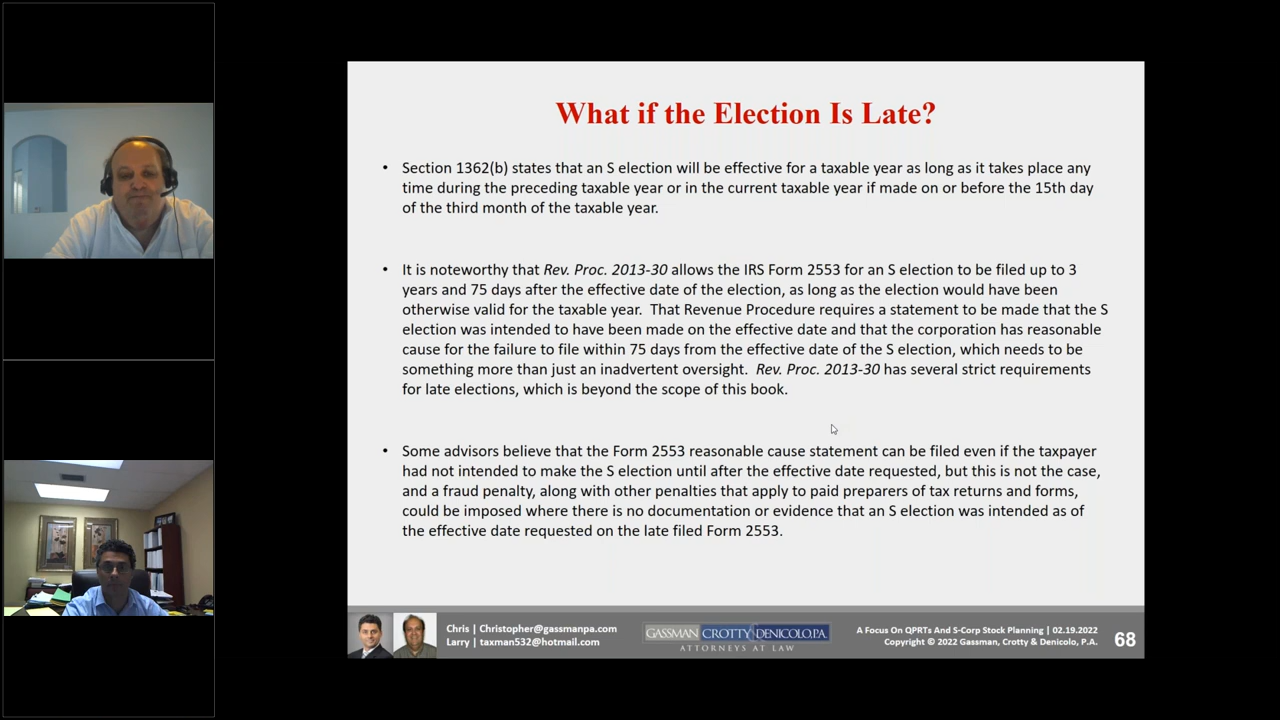 What if the Election Is Late?
• Section 1362(b) states that an S election will be effective for a taxable year as long as it takes place any
time during the preceding taxable year or in the current taxable year if made on or before the 15th day
of the third month of the taxable year.
• It is noteworthy that Rev. Proc. 2013-30 allows the IRS Form 2553 for an S election to be filed up to 3
years and 75 days after the effective date of the election, as long as the election would have been
otherwise valid for the taxable year.  That Revenue Procedure requires a statement to be made that the S
election was intended to have been made on the effective date and that the corporation has reasonable
cause for the failure to file within 75 days from the effective date of the S election, which needs to be
something more than just an inadvertent oversight.  Rev. Proc. 2013-30 has several strict requirements
for late elections, which is beyond the scope of this book.
• Some advisors believe that the Form 2553 reasonable cause statement can be filed even if the taxpayer
had not intended to make the S election until after the effective date requested, but this is not the case,
and a fraud penalty, along with other penalties that apply to paid preparers of tax returns and forms,
could be imposed where there is no documentation or evidence that an S election was intended as of
the effective date requested on the late filed Form 2553.
Chris | Christopher@gassmanpa.com
Larry | taxman532@hotmail.com
GASSMAN CROTTY DENICOLO, P.A.
ATTORNEYS AT LAW
A Focus On QPRTs And S-Corp Stock Planning | 02.19.2022
Copyright © 2022 Gassman, Crotty & Denicolo, P.A.
68